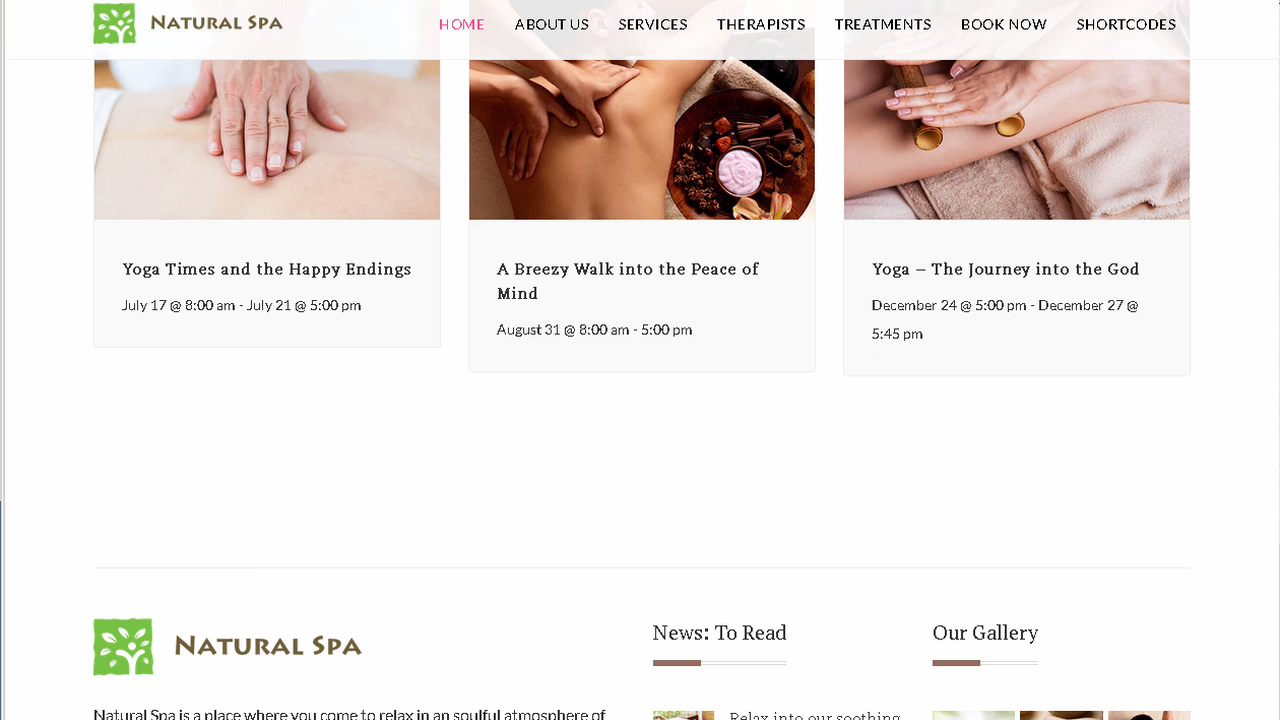 NATURAL SPA
HOME ABOUT US SERVICES THERAPISTS TREATMENTS BOOK NOW SHORTCODES
Yoga Times and the Happy Endings
July 17 @ 8:00 am - July 21 @ 5:00 pm
A Breezy Walk into the Peace of
Mind
August 31 @ 8:00 am - 5:00 pm
Yoga – The Journey into the God
December 24 @ 5:00 pm - December 27 @
5:45 pm
NATURAL SPA
Natural Spa is a place where you come to relax in an soulful atmosphere of
News: To Read
Relax into our soothing
Our Gallery